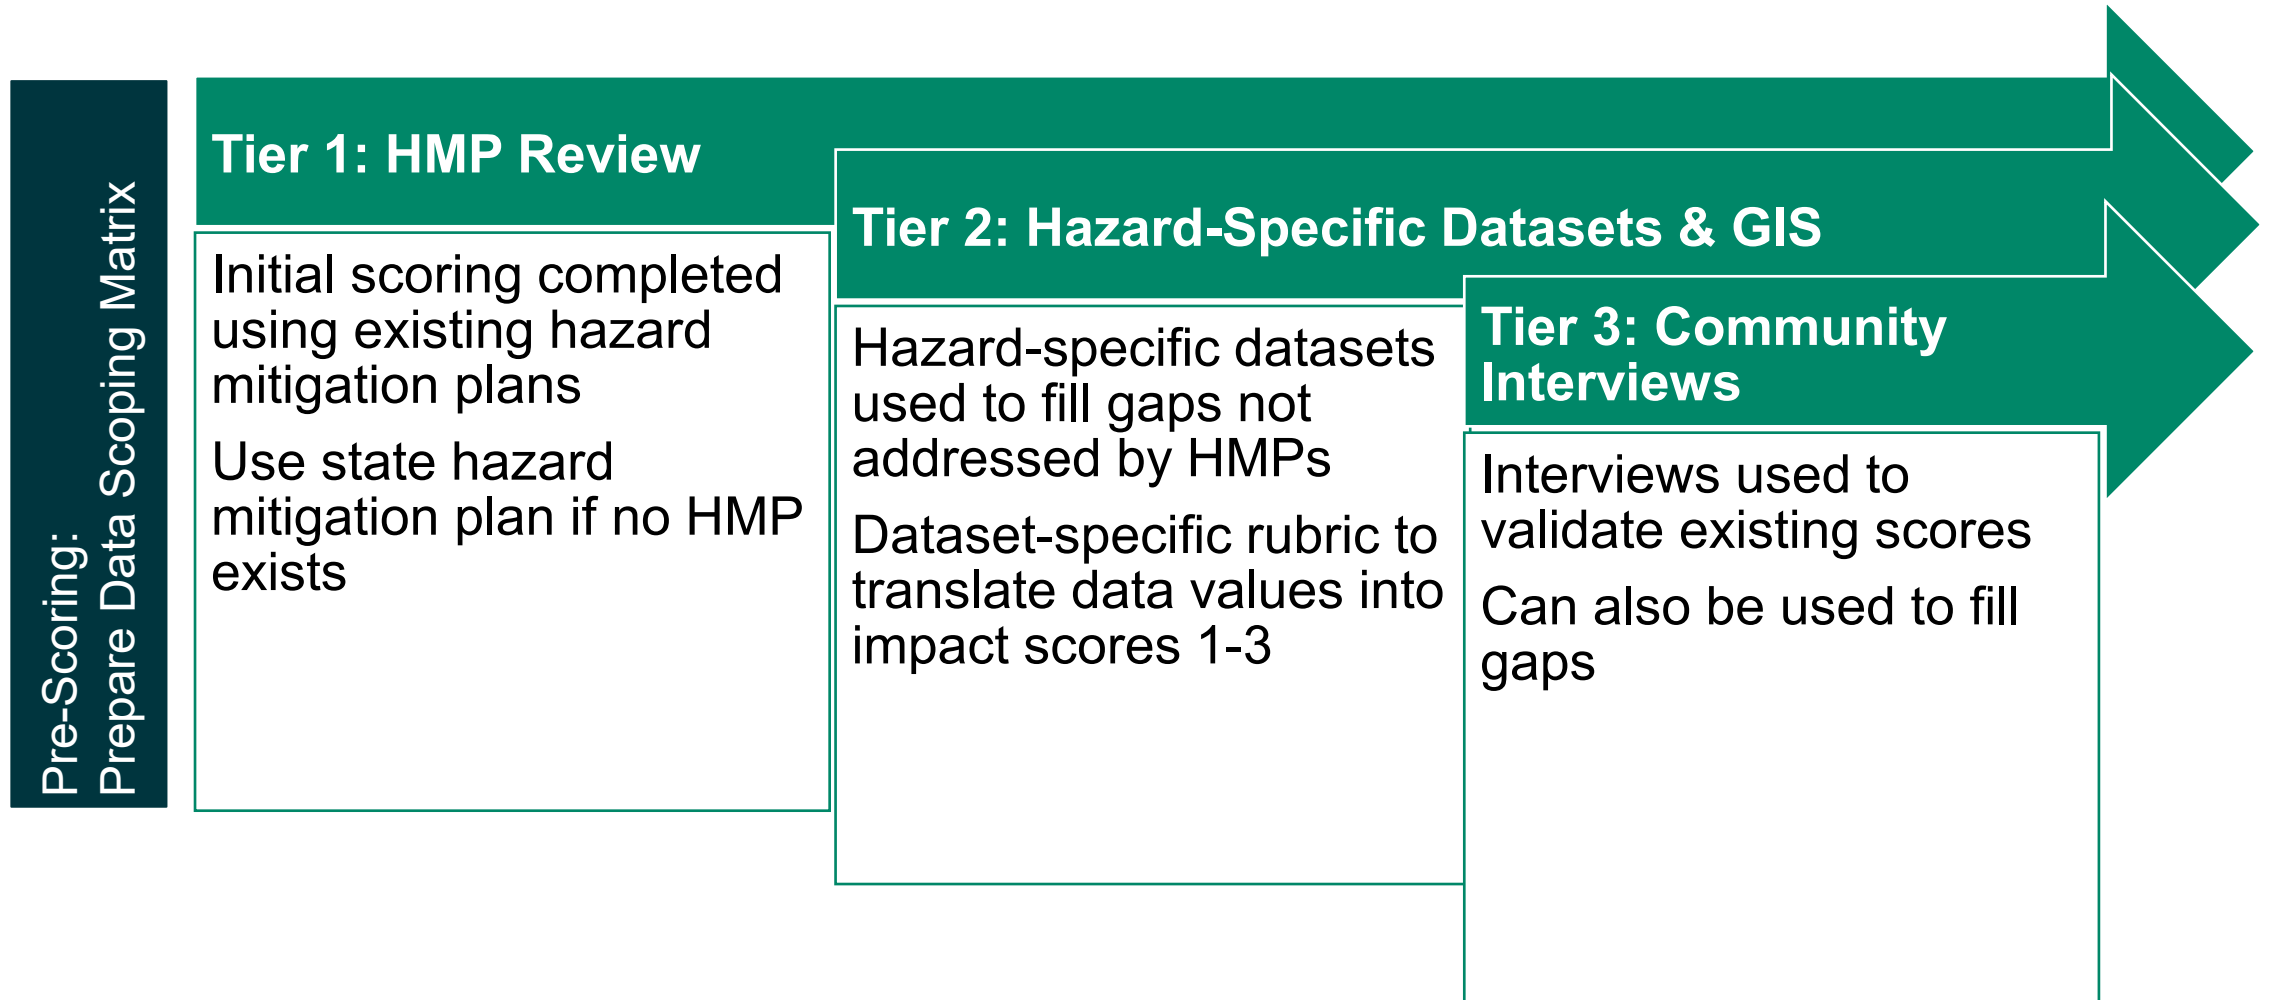 Pre-Scoring:
Prepare Data Scoping Matrix
Tier 1: HMP Review
Initial scoring completed
using existing hazard
mitigation plans
Use state hazard
mitigation plan if no HMP
exists
Tier 2: Hazard-Specific Datasets & GIS
Hazard-specific datasets
used to fill gaps not
addressed by HMPs
Dataset-specific rubric to
translate data values into
impact scores 1-3
Tier 3: Community
Interviews
Interviews used to
validate existing scores
Can also be used to fill
gaps